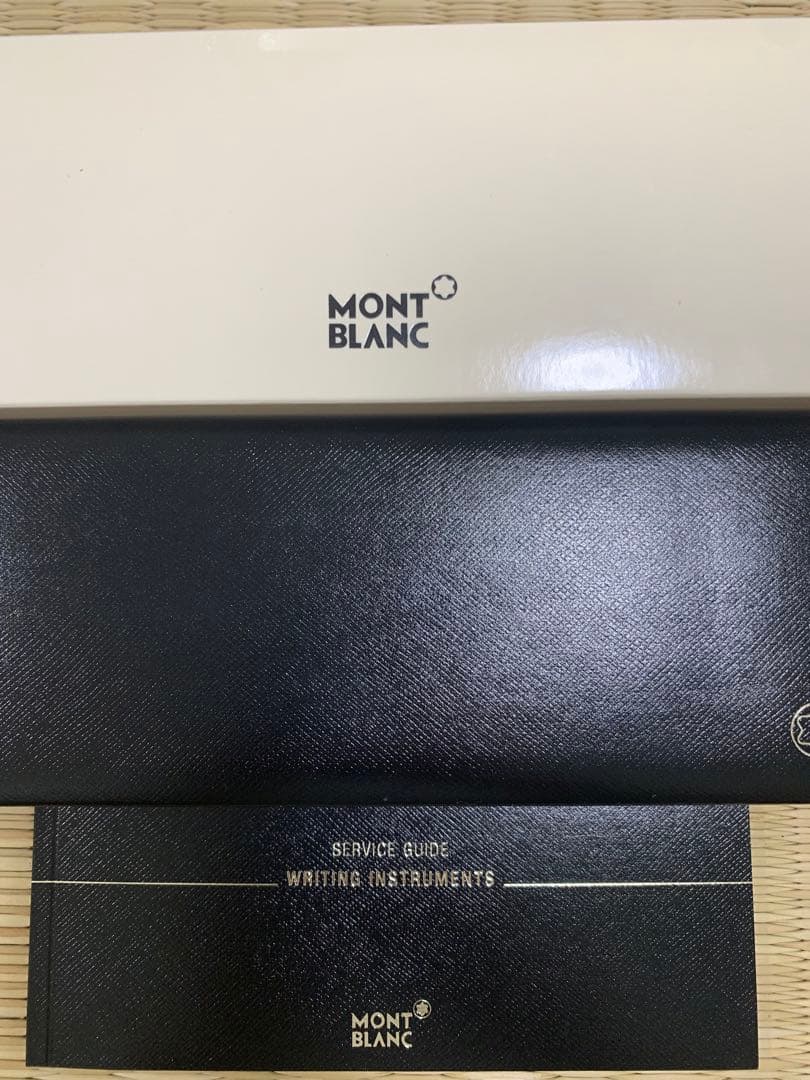 MONT
BLANC
SERVICE GUIDE
WRITING INSTRUMENTS
MONT
BLANC